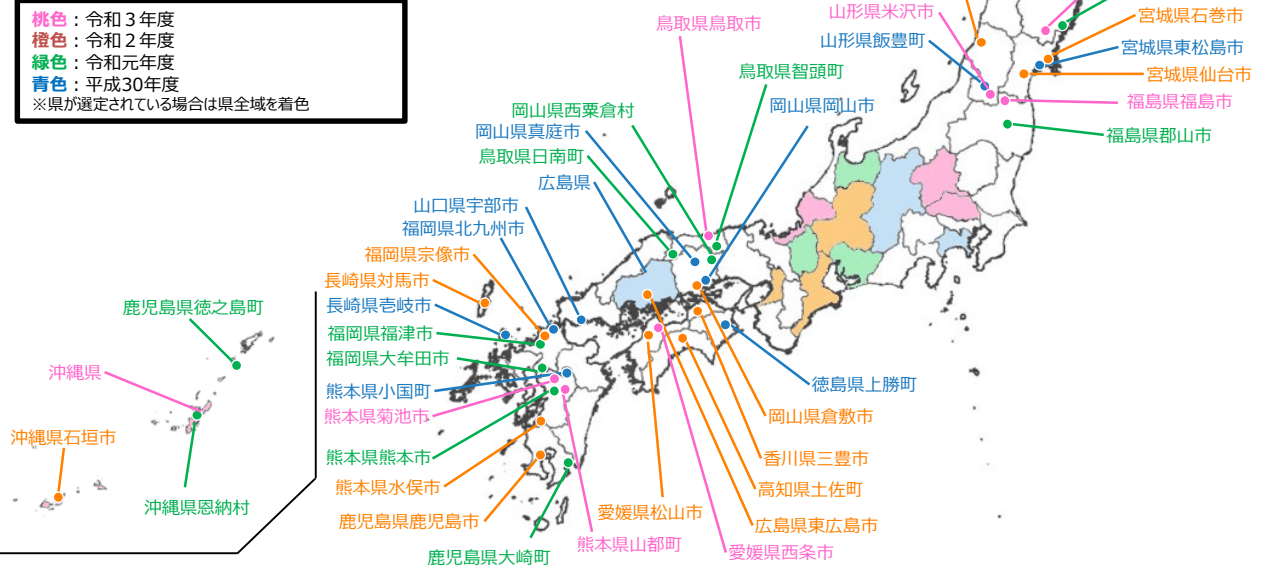 桃色：令和３年度
橙色：令和２年度
緑色：令和元年度
青色：平成30年度
※県が選定されている場合は県全域を着色
鳥取県鳥取市
山形県米沢市
宮城県石巻市
山形県飯豊町
宮城県東松島市
鳥取県智頭町
宮城県仙台市
岡山県西粟倉村
岡山県岡山市
福島県福島市
岡山県真庭市
福島県郡山市
鳥取県日南町
広島県
山口県宇部市
福岡県北九州市
福岡県宗像市
長崎県対馬市
長崎県壱岐市
鹿児島県徳之島町
福岡県福津市
福岡県大牟田市
沖縄県
熊本県小国町
徳島県上勝町
熊本県菊池市
岡山県倉敷市
沖縄県石垣市
熊本県熊本市
香川県三豊市
熊本県水俣市
高知県土佐町
沖縄県恩納村
愛媛県松山市
鹿児島県鹿児島市
広島県東広島市
熊本県山都町
愛媛県西条市
鹿児島県大崎町